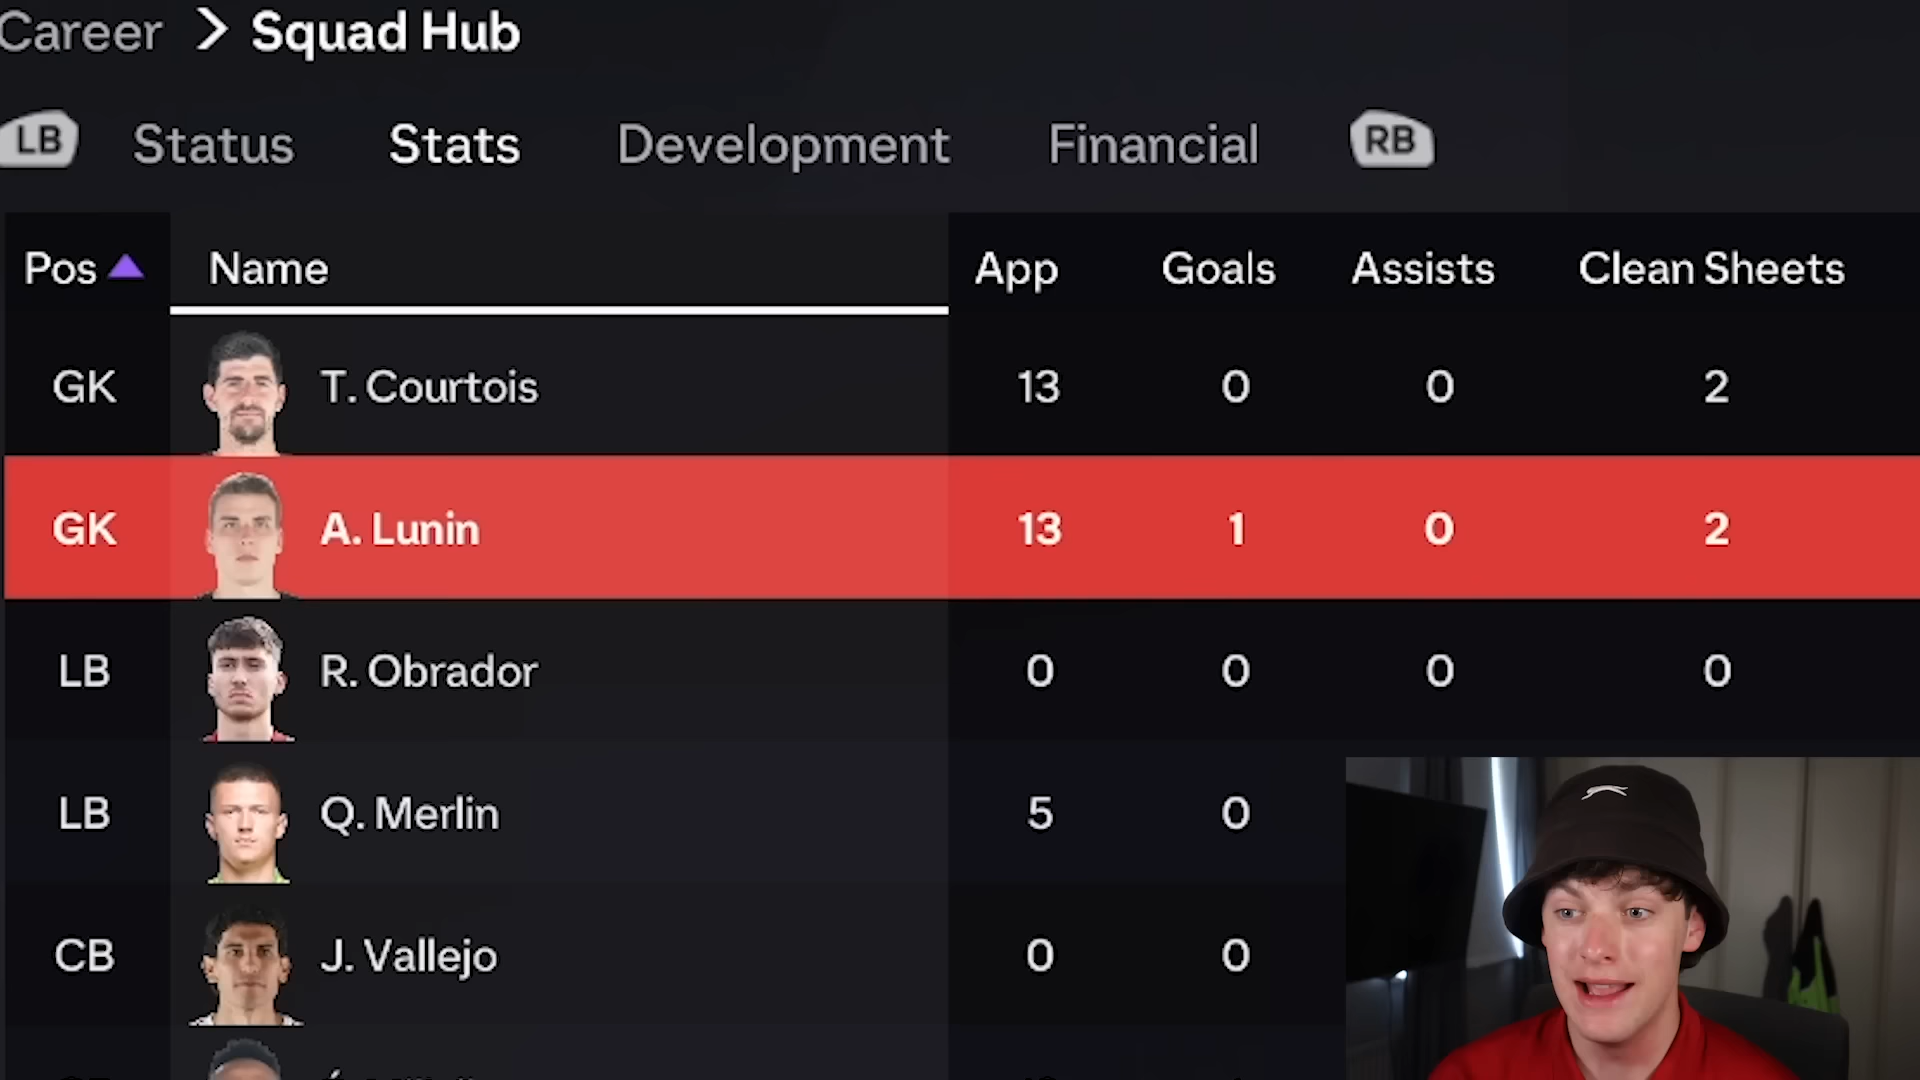 Career > Squad Hub
LB Status Stats Development Financial RB
Pos Name App Goals Assists Clean Sheets
GK T. Courtois 13 0 0 2
GK A. Lunin 13 1 0 2
LB R. Obrador 0 0 0 0
LB Q. Merlin 5 0
CB J. Vallejo 0 0